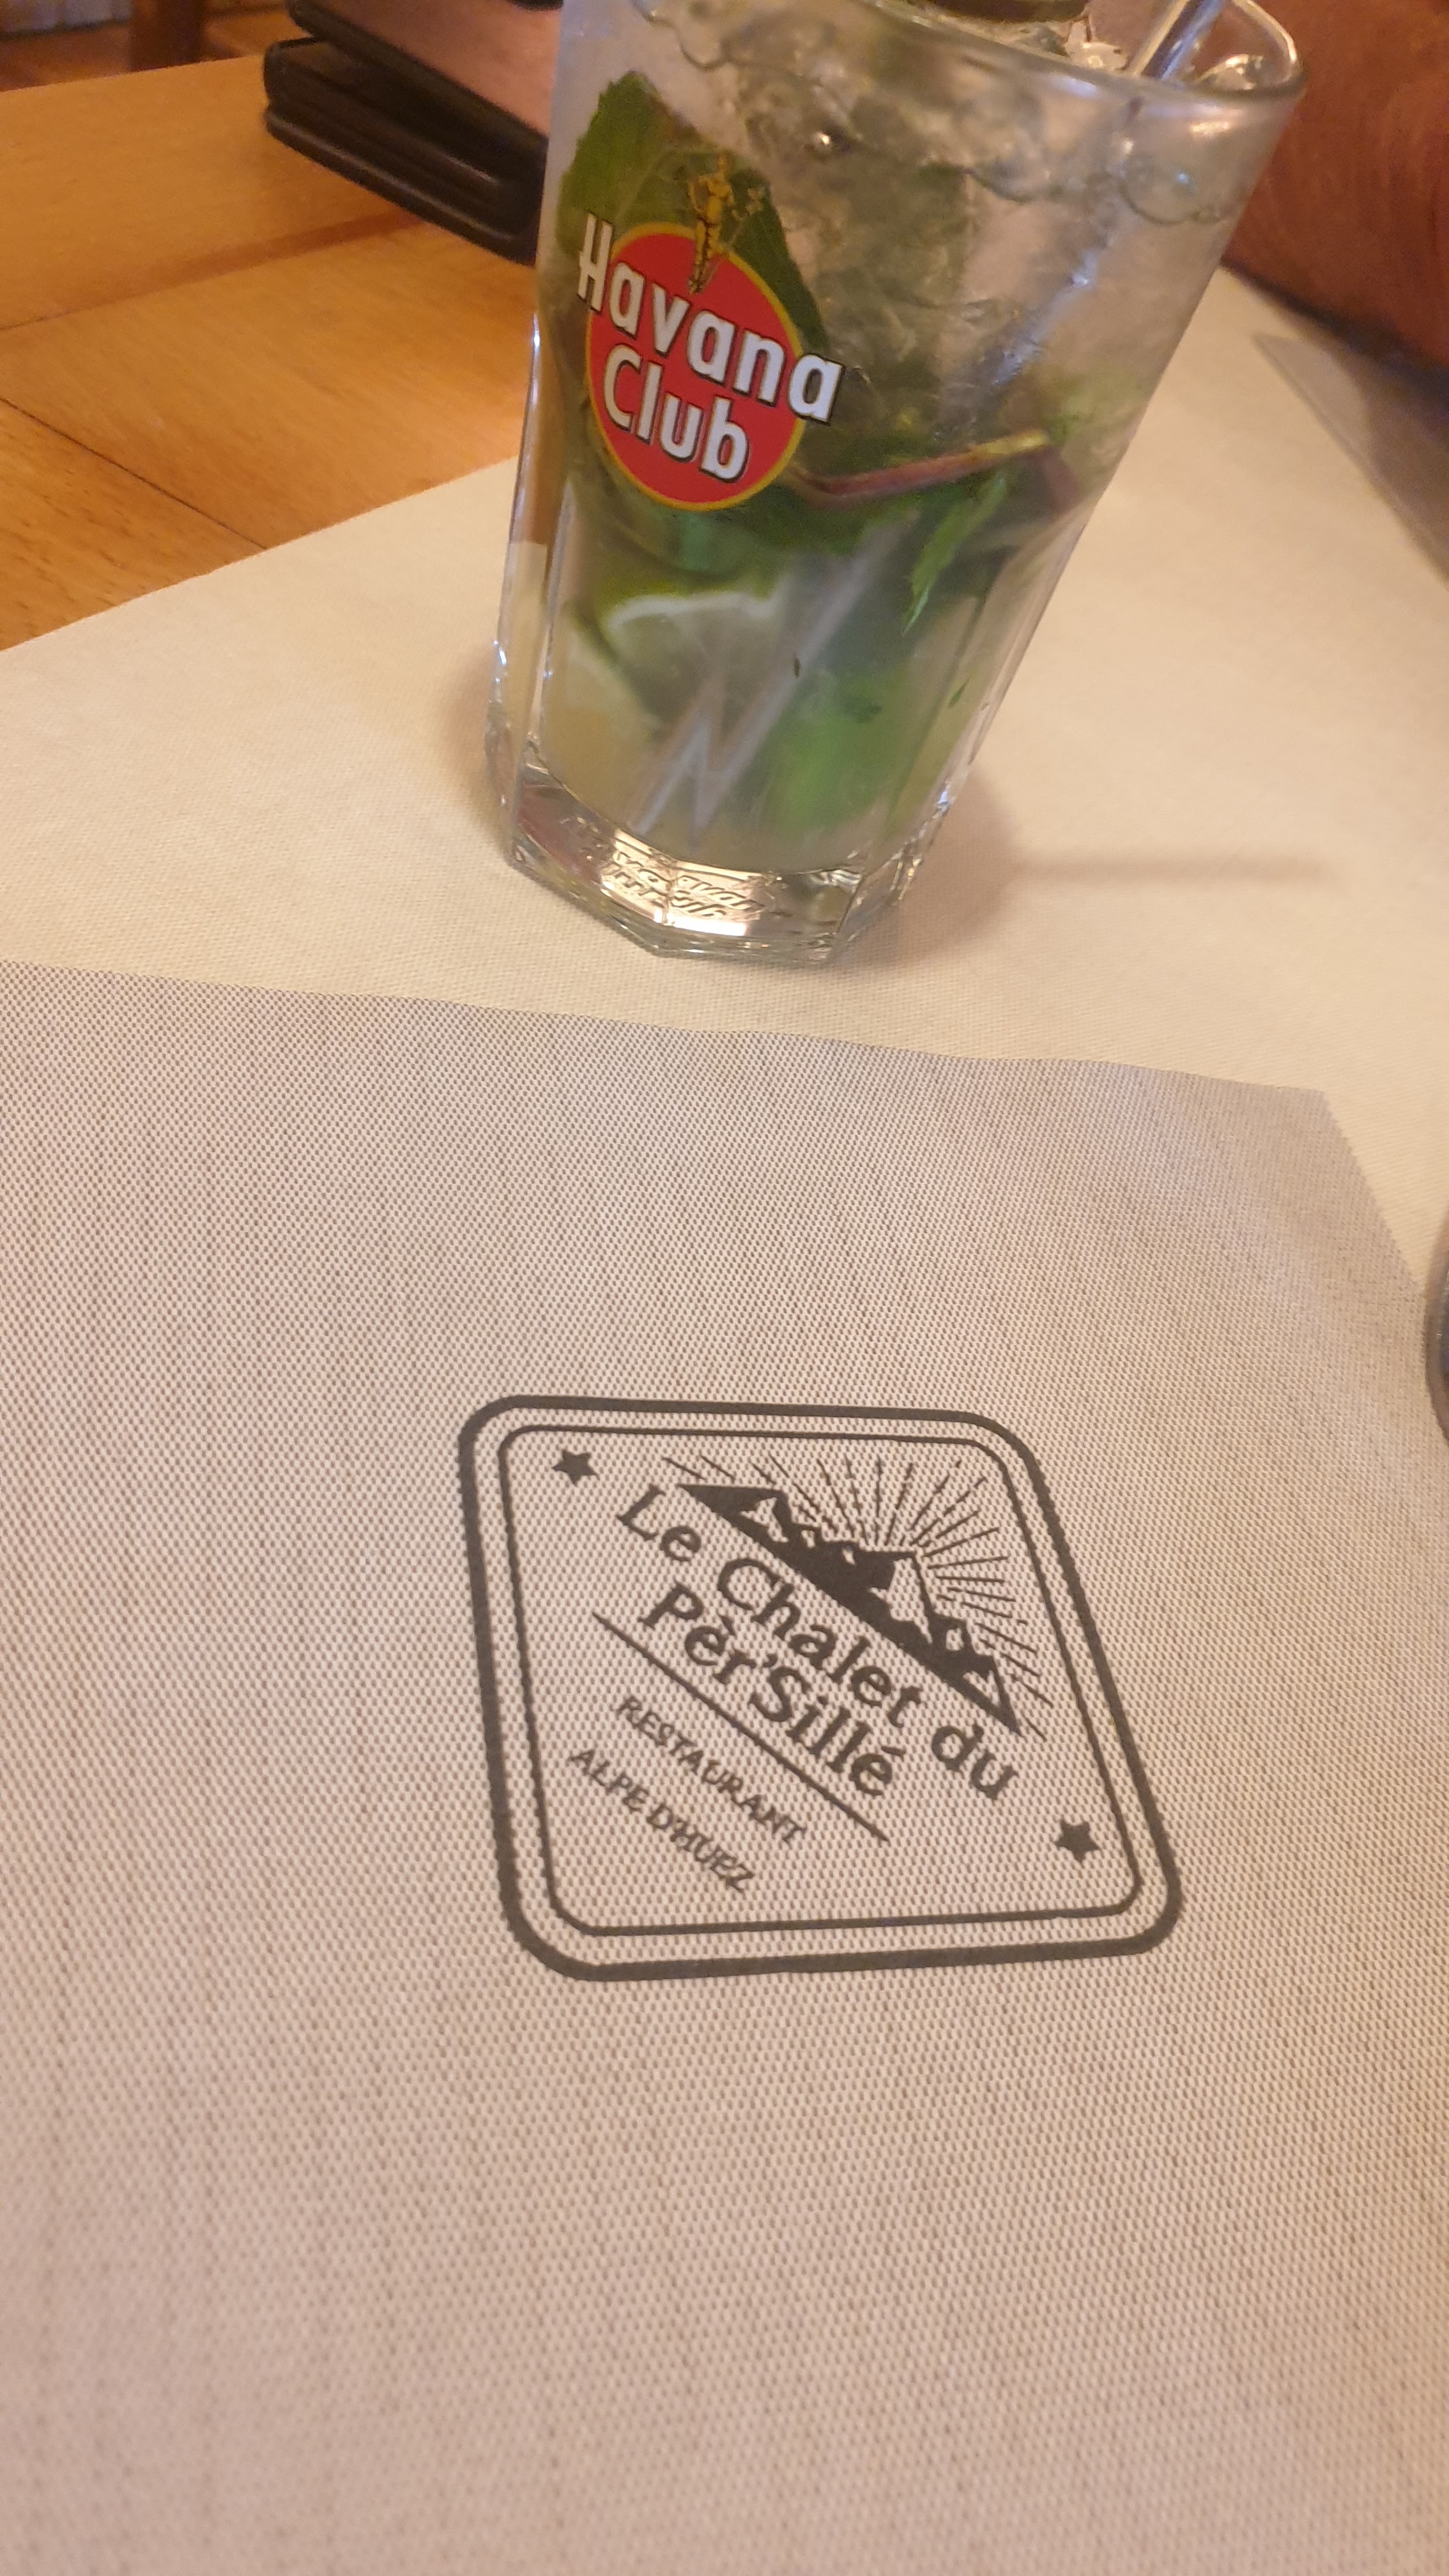 Havana
Club
Le Chalet du
Pèr'Sillé
RESTAURANT
ALPE D'HUEZ